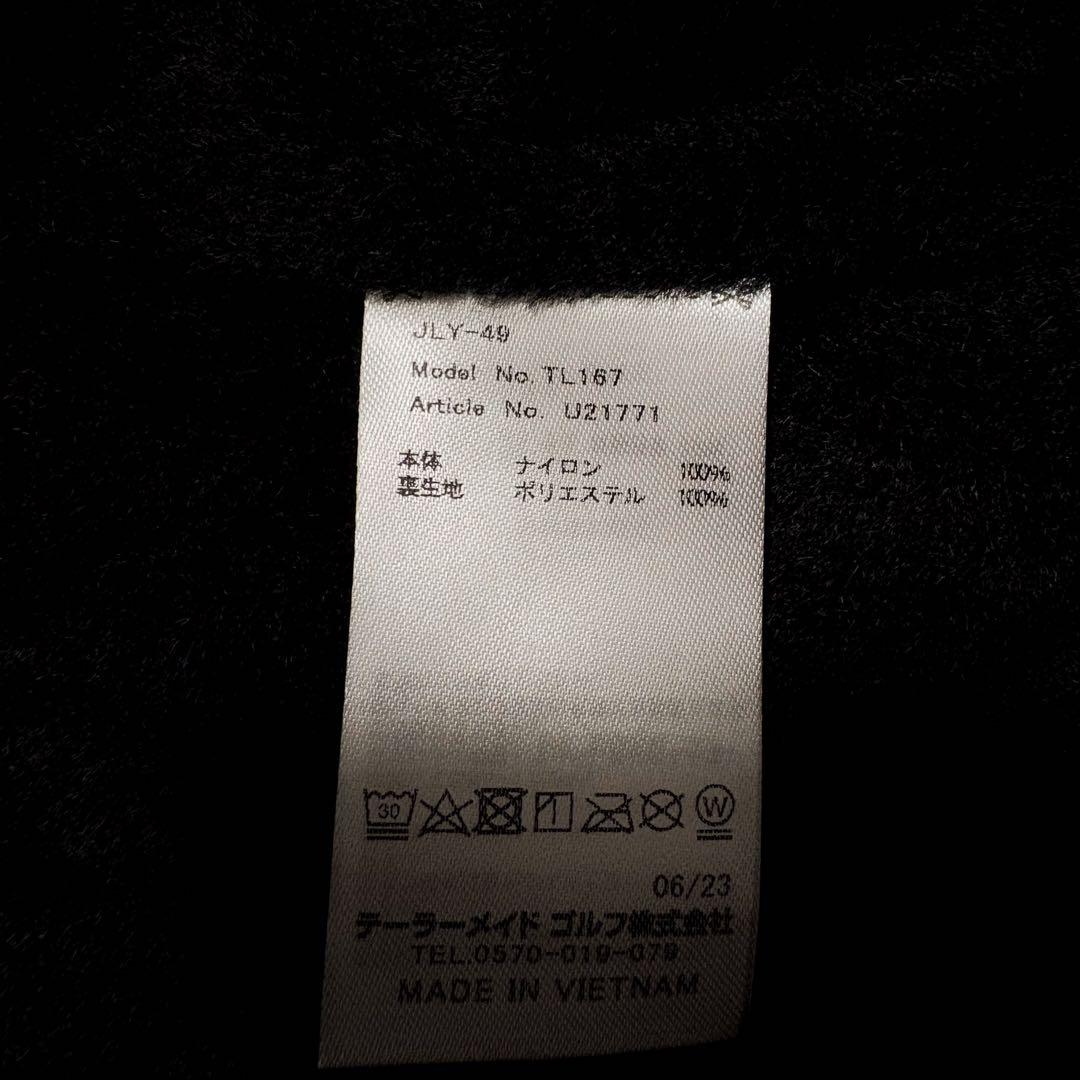 JLY-49
Model No. TL167
Article No. U21771
本体 ナイロン 100%
裏生地 ポリエステル 100%
30
W
06/23
テーラーメイド ゴルフ株式会社
TEL.0570-019-079
MADE IN VIETNAM